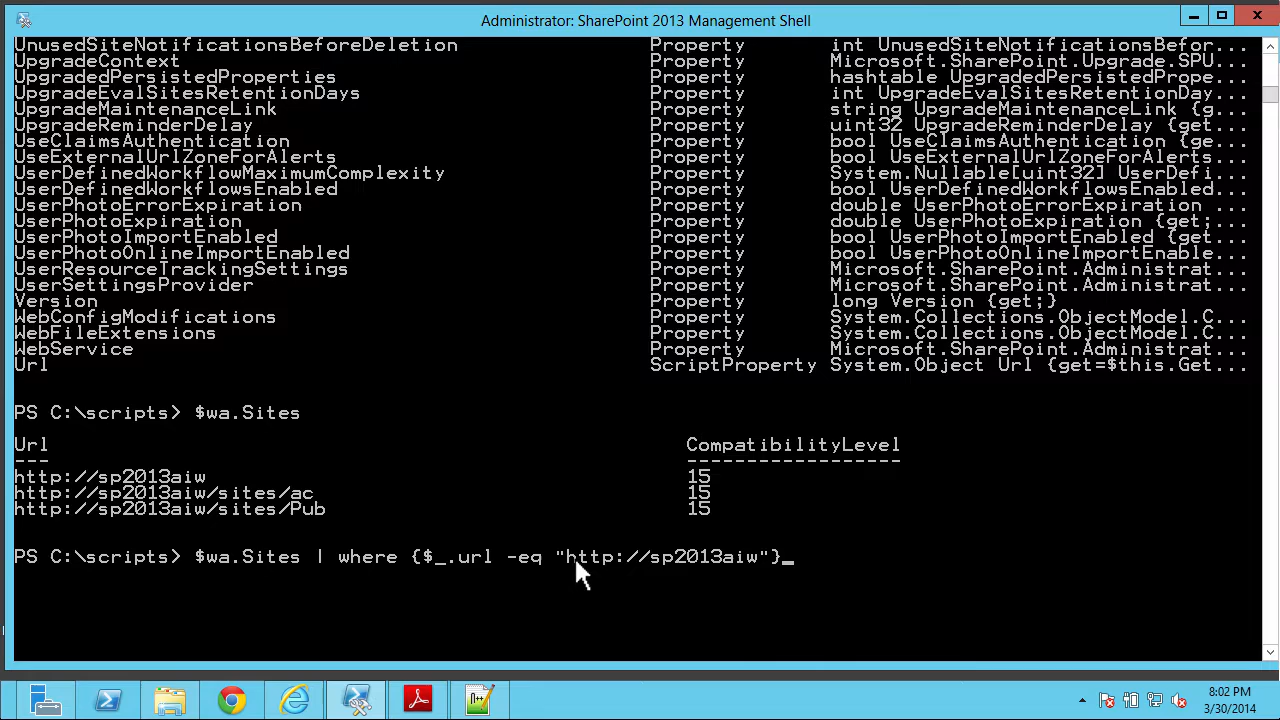 Administrator: SharePoint 2013 Management Shell
UnusedSiteNotificationsBeforeDeletion Property int UnusedSiteNotificationsBefor...
UpgradeContext Property Microsoft.SharePoint.Upgrade.SPU...
UpgradedPersistedProperties Property hashtable UpgradedPersistedPrope...
UpgradeEvalSitesRetentionDays Property int UpgradeEvalSitesRetentionDay...
UpgradeMaintenanceLink Property string UpgradeMaintenanceLink {g...
UpgradeReminderDelay Property uint32 UpgradeReminderDelay {get...
UseClaimsAuthentication Property bool UseClaimsAuthentication {ge...
UseExternalUrlZoneForAlerts Property bool UseExternalUrlZoneForAlerts...
UserDefinedWorkflowMaximumComplexity Property System.Nullable[uint32] UserDefi...
UserDefinedWorkflowsEnabled Property bool UserDefinedWorkflowsEnabled...
UserPhotoErrorExpiration Property double UserPhotoErrorExpiration ...
UserPhotoExpiration Property double UserPhotoExpiration {get;...
UserPhotoImportEnabled Property bool UserPhotoImportEnabled {get...
UserPhotoOnlineImportEnabled Property bool UserPhotoOnlineImportEnable...
UserResourceTrackingSettings Property Microsoft.SharePoint.Administrat...
UserSettingsProvider Property Microsoft.SharePoint.Administrat...
Version Property long Version {get;}
WebConfigModifications Property System.Collections.ObjectModel.C...
WebFileExtensions Property System.Collections.ObjectModel.C...
WebService Property Microsoft.SharePoint.Administrat...
Url ScriptProperty System.Object Url {get=$this.Get...
PS C:\scripts> $wa.Sites
Url CompatibilityLevel
--- ------------------
http://sp2013aiw 15
http://sp2013aiw/sites/ac 15
http://sp2013aiw/sites/Pub 15
PS C:\scripts> $wa.Sites | where {$_.url -eq "http://sp2013aiw"}_
8:02 PM
3/30/2014